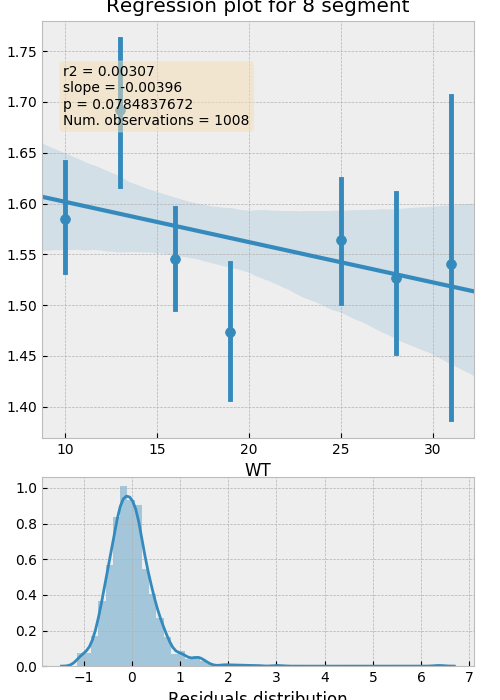 Regression plot for 8 segment
1.75
1.70
1.65
1.60
1.55
1.50
1.45
1.40
r2 = 0.00307
slope = -0.00396
p = 0.0784837672
Num. observations = 1008
10 15 20 25 30
WT
1.0
0.8
0.6
0.4
0.2
0.0
−1 0 1 2 3 4 5 6 7
Residuals distribution